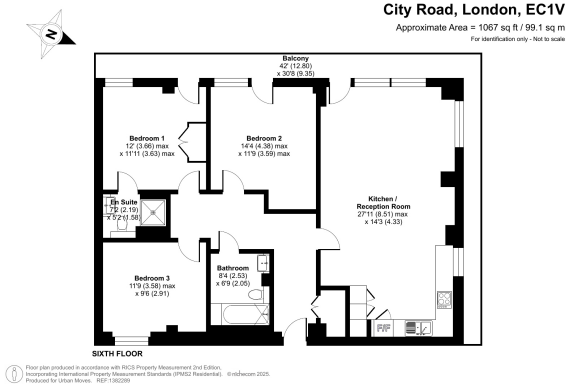 City Road, London, EC1V
Approximate Area = 1067 sq ft / 99.1 sq m
For identification only - Not to scale
N
Balcony
42' (12.80)
x 30'8 (9.35)
Bedroom 1
12' (3.66) max
x 11'11 (3.63) max
Bedroom 2
14'4 (4.38) max
x 11'9 (3.59) max
En Suite
7'2 (2.19)
x 5'2 (1.58)
Kitchen /
Reception Room
27'11 (8.51) max
x 14'3 (4.33)
Bedroom 3
11'9 (3.58) max
x 9'6 (2.91)
Bathroom
8'4 (2.53)
x 6'9 (2.05)
F/F
SIXTH FLOOR
Floor plan produced in accordance with RICS Property Measurement 2nd Edition.
Incorporating International Property Measurement Standards (IPMS2 Residential). ©nichecom 2025.
Produced for Urban Moves. REF: 1382289